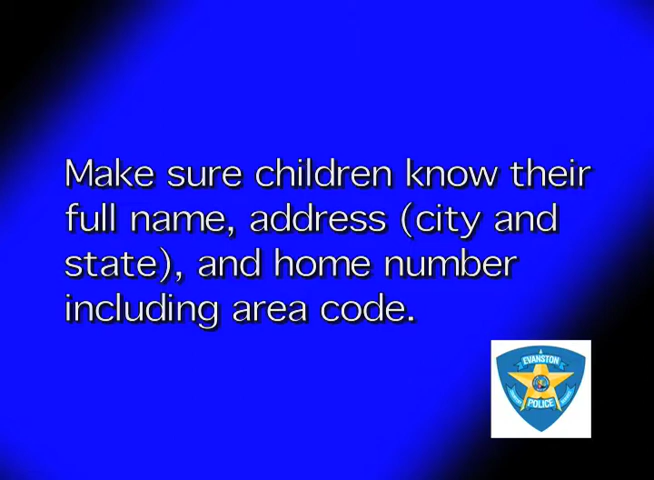 Make sure children know their
full name, address (city and
state), and home number
including area code.
EVANSTON
POLICE